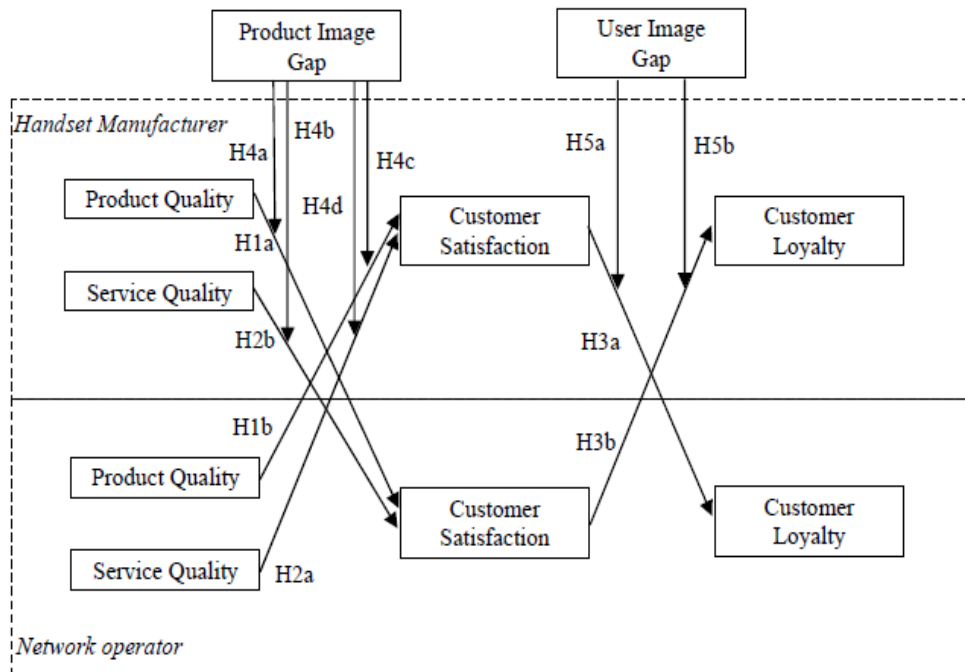 Product Image
Gap
User Image
Gap
Handset Manufacturer
H4b
H4a
H4c
H5a
H5b
Product Quality
H4d
Customer
Satisfaction
Customer
Loyalty
H1a
Service Quality
H2b
H3a
H1b
H3b
Product Quality
Customer
Satisfaction
Customer
Loyalty
Service Quality
H2a
Network operator